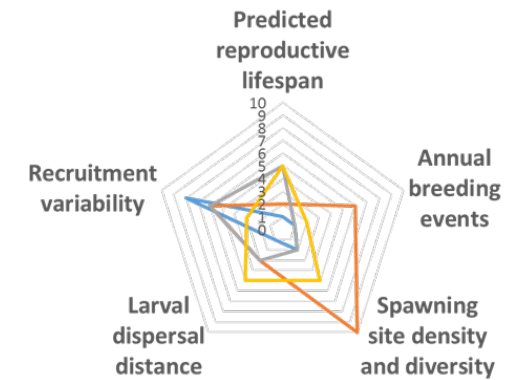 Predicted
reproductive
lifespan
10
9
8
7
6
5
4
3
2
1
0
Annual
breeding
events
Spawning
site density
and diversity
Larval
dispersal
distance
Recruitment
variability